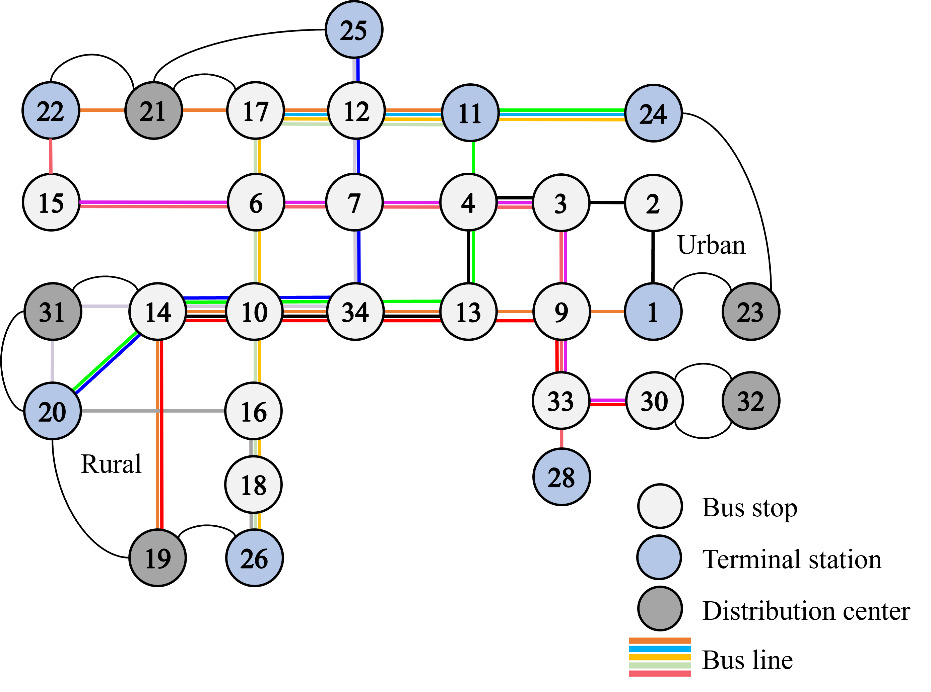 25
22 21 17 12 11 24
15 6 7 4 3 2
Urban
31 14 10 34 13 9 1 23
20 16 33 30 32
Rural
18 28
19 26
Bus stop
Terminal station
Distribution center
Bus line